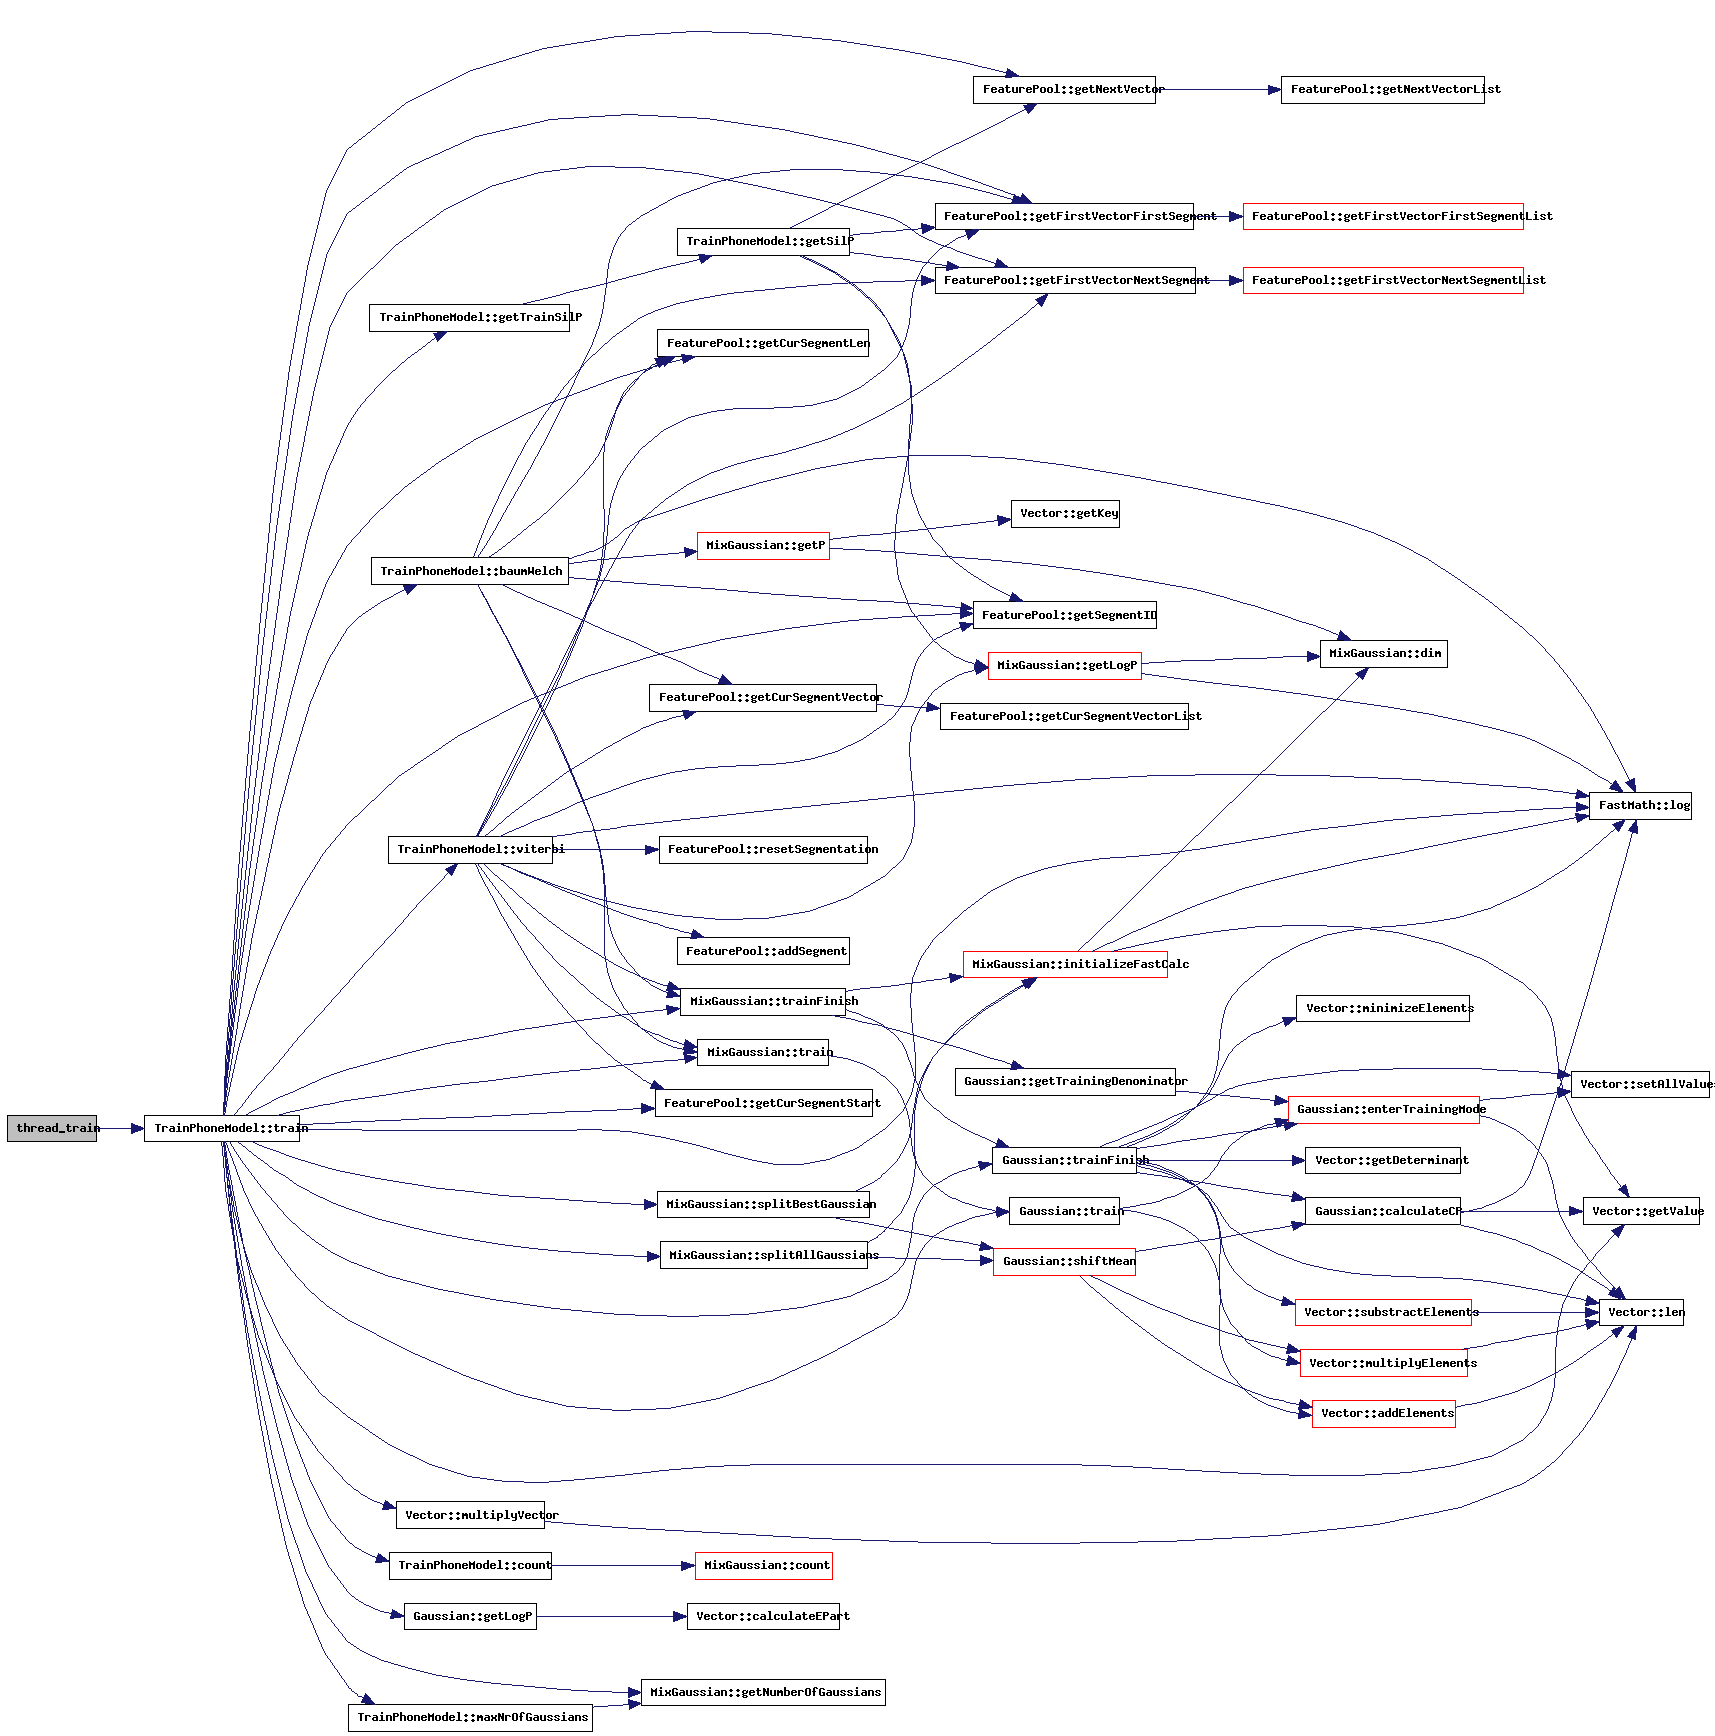 FeaturePool::getNextVector
FeaturePool::getNextVectorList
FeaturePool::getFirstVectorFirstSegment
FeaturePool::getFirstVectorFirstSegmentList
TrainPhoneModel::getSilP
FeaturePool::getFirstVectorNextSegment
FeaturePool::getFirstVectorNextSegmentList
TrainPhoneModel::getTrainSilP
FeaturePool::getCurSegmentLen
Vector::getKey
MixGaussian::getP
TrainPhoneModel::baumWelch
FeaturePool::getSegmentID
MixGaussian::dim
MixGaussian::getLogP
FeaturePool::getCurSegmentVector
FeaturePool::getCurSegmentVectorList
FastMath::log
TrainPhoneModel::viterbi
FeaturePool::resetSegmentation
FeaturePool::addSegment
MixGaussian::initializeFastCalc
MixGaussian::trainFinish
Vector::minimizeElements
MixGaussian::train
Gaussian::getTrainingDenominator
Vector::setAllValues
FeaturePool::getCurSegmentStart
Gaussian::enterTrainingMode
thread_train
TrainPhoneModel::train
Gaussian::trainFinish
Vector::getDeterminant
MixGaussian::splitBestGaussian
Gaussian::train
Gaussian::calculateCP
Vector::getValue
MixGaussian::splitAllGaussians
Gaussian::shiftMean
Vector::substractElements
Vector::len
Vector::multiplyElements
Vector::addElements
Vector::multiplyVector
TrainPhoneModel::count
MixGaussian::count
Gaussian::getLogP
Vector::calculateEPart
MixGaussian::getNumberOfGaussians
TrainPhoneModel::maxNrOfGaussians